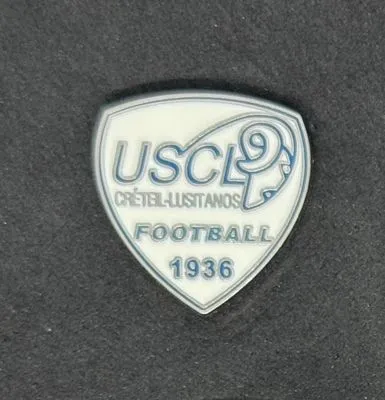 USCL
CRÉTEIL-LUSITANOS
FOOTBALL
1936